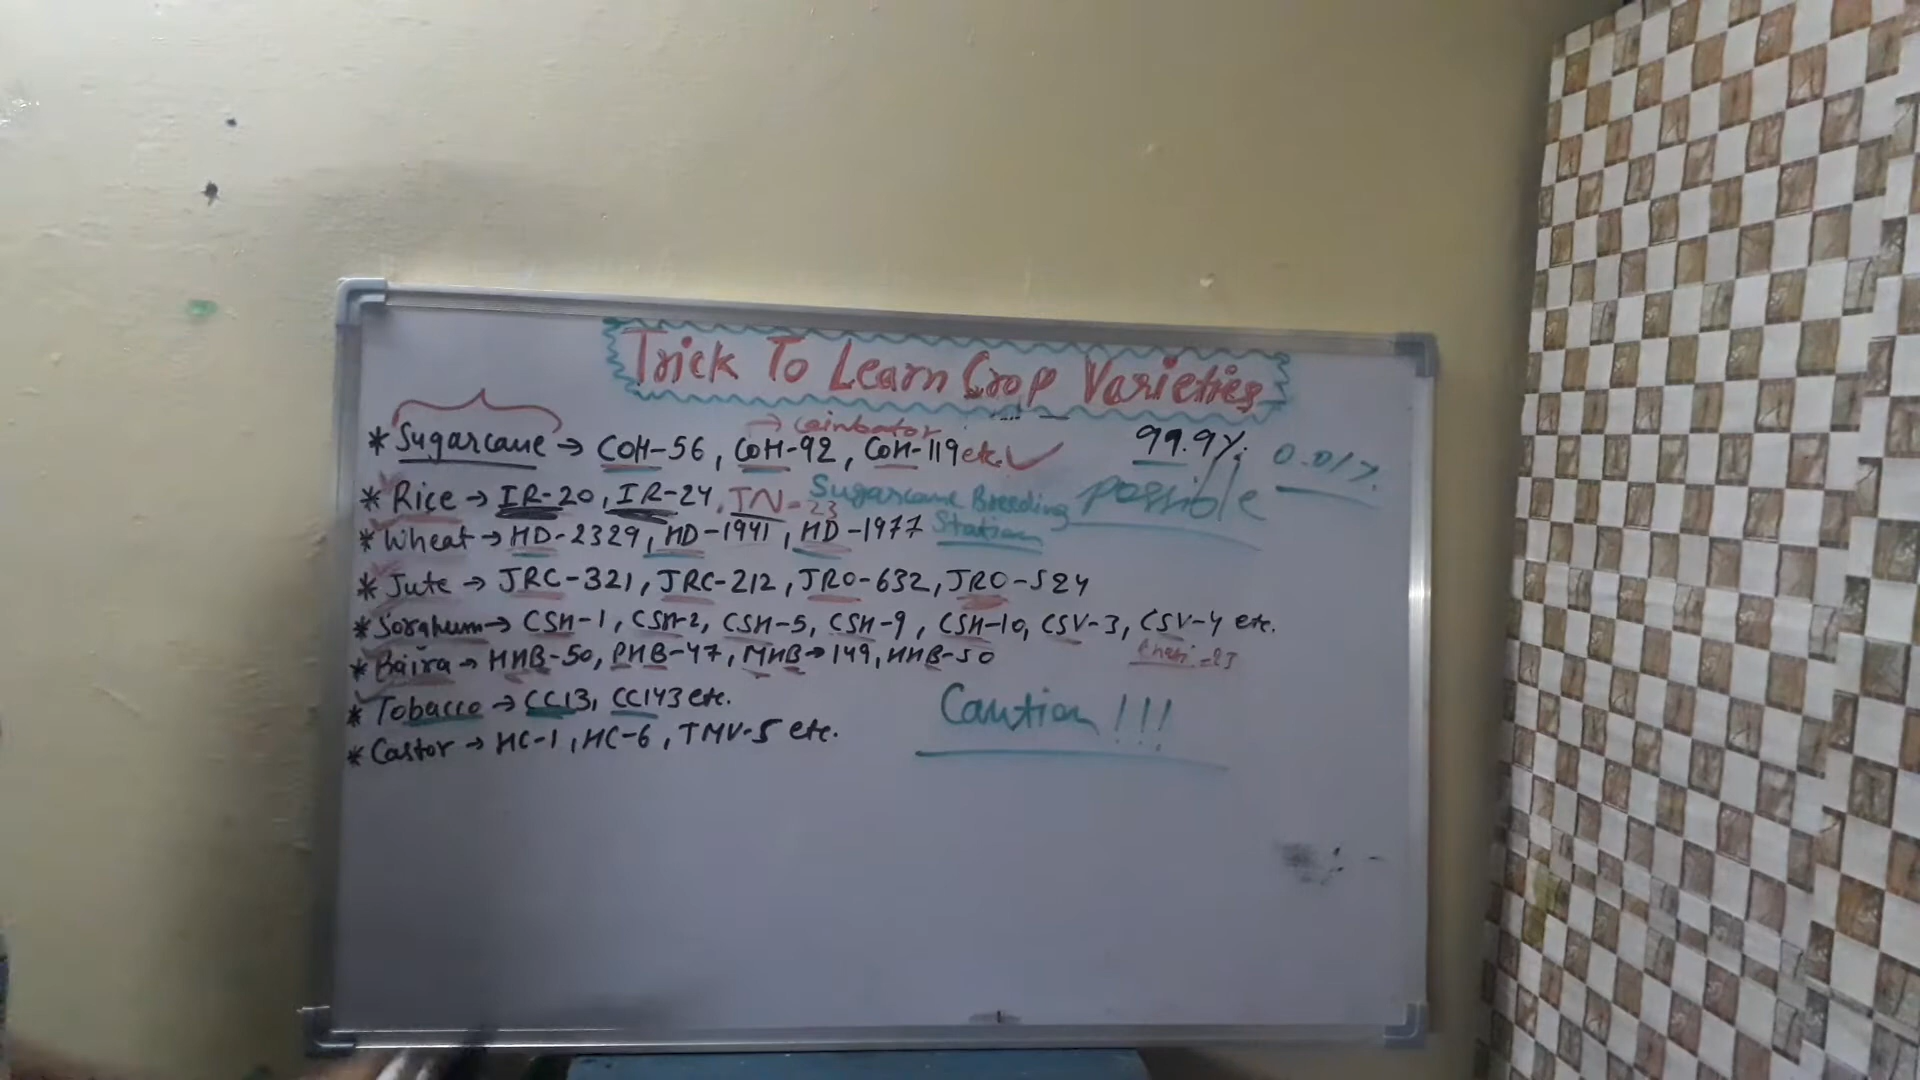 Trick To Learn Crop Varieties
→ coinbator
* Sugarcane → COH-56, COH-92, COH-119 etc. ✓
99.9%
0.01%
possible
* Rice → IR-20, IR-24, TN-23
Sugarcane Breeding
Station
* Wheat → HD-2329, HD-1941, HD-1977
* Jute → JRC-321, JRC-212, JRO-632, JRO-524
* Sorghum → CSH-1, CSH-2, CSH-5, CSH-9, CSH-10, CSV-3, CSV-4 etc.
* Bajra → HHB-50, PHB-47, MHB→149, HHB-50
* Tobacco → CC13, CC143 etc.
* Castor → HC-1, HC-6, TMV-5 etc.
Caution !!!